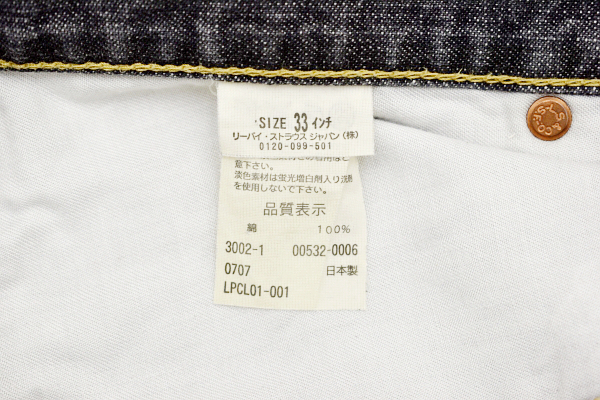 SIZE 33 インチ
リーバイ・ストラウス ジャパン(株)
0120-099-501
意下さい。
淡色素材は蛍光増白剤入り洗剤
を使用しないで下さい。
品質表示
綿 100%
3002-1 00532-0006
0707 日本製
LPCL01-001
S.&CO.